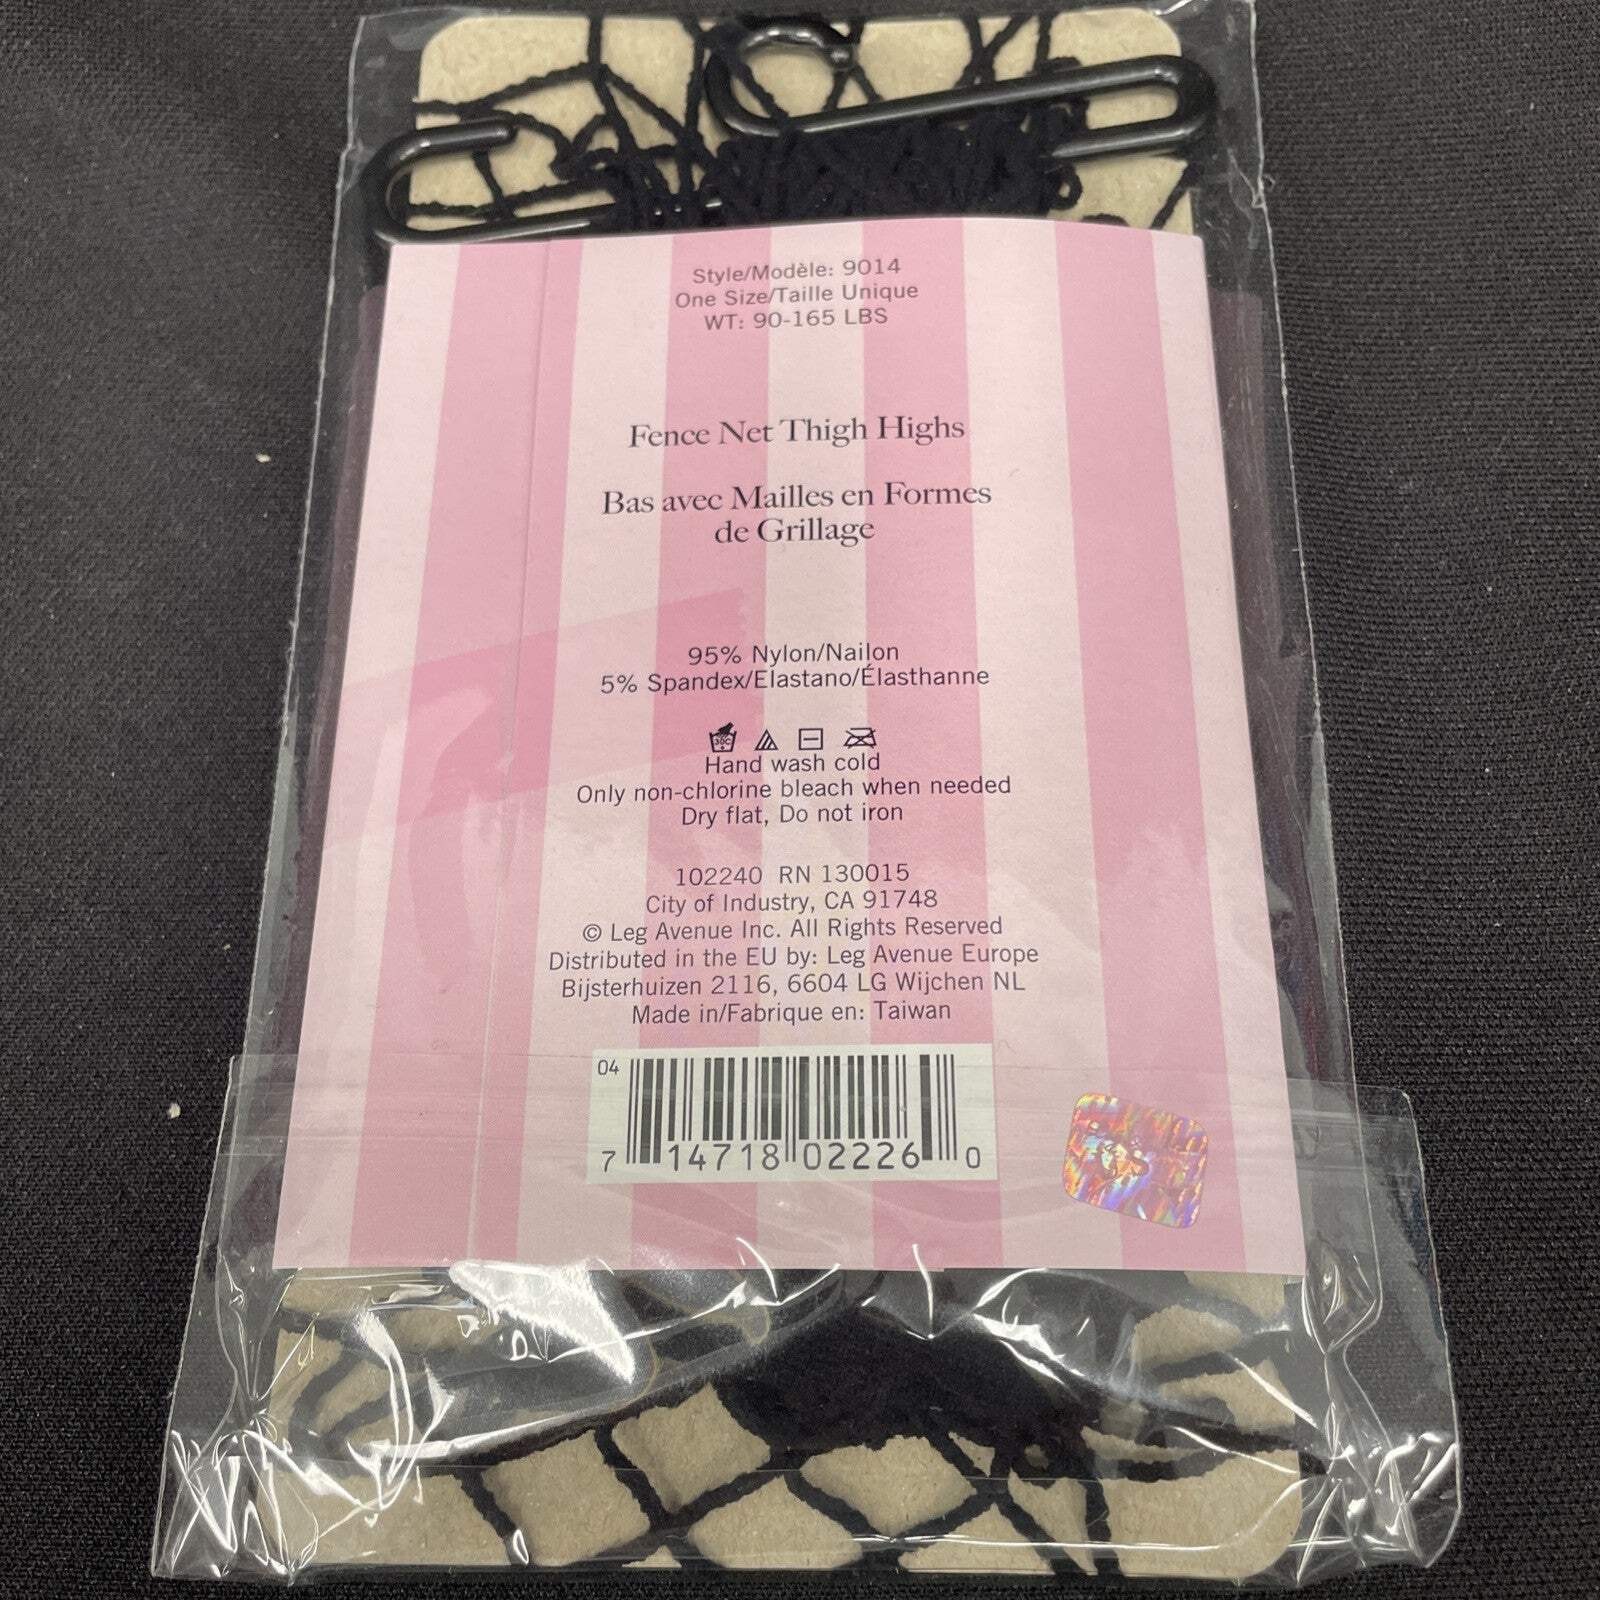 Style/Modèle: 9014
One Size/Taille Unique
WT: 90-165 LBS
Fence Net Thigh Highs
Bas avec Mailles en Formes
de Grillage
95% Nylon/Nailon
5% Spandex/Elastano/Élasthanne
30C
Hand wash cold
Only non-chlorine bleach when needed
Dry flat, Do not iron
102240 RN 130015
City of Industry, CA 91748
© Leg Avenue Inc. All Rights Reserved
Distributed in the EU by: Leg Avenue Europe
Bijsterhuizen 2116, 6604 LG Wijchen NL
Made in/Fabrique en: Taiwan
04
7 14718 02226 0